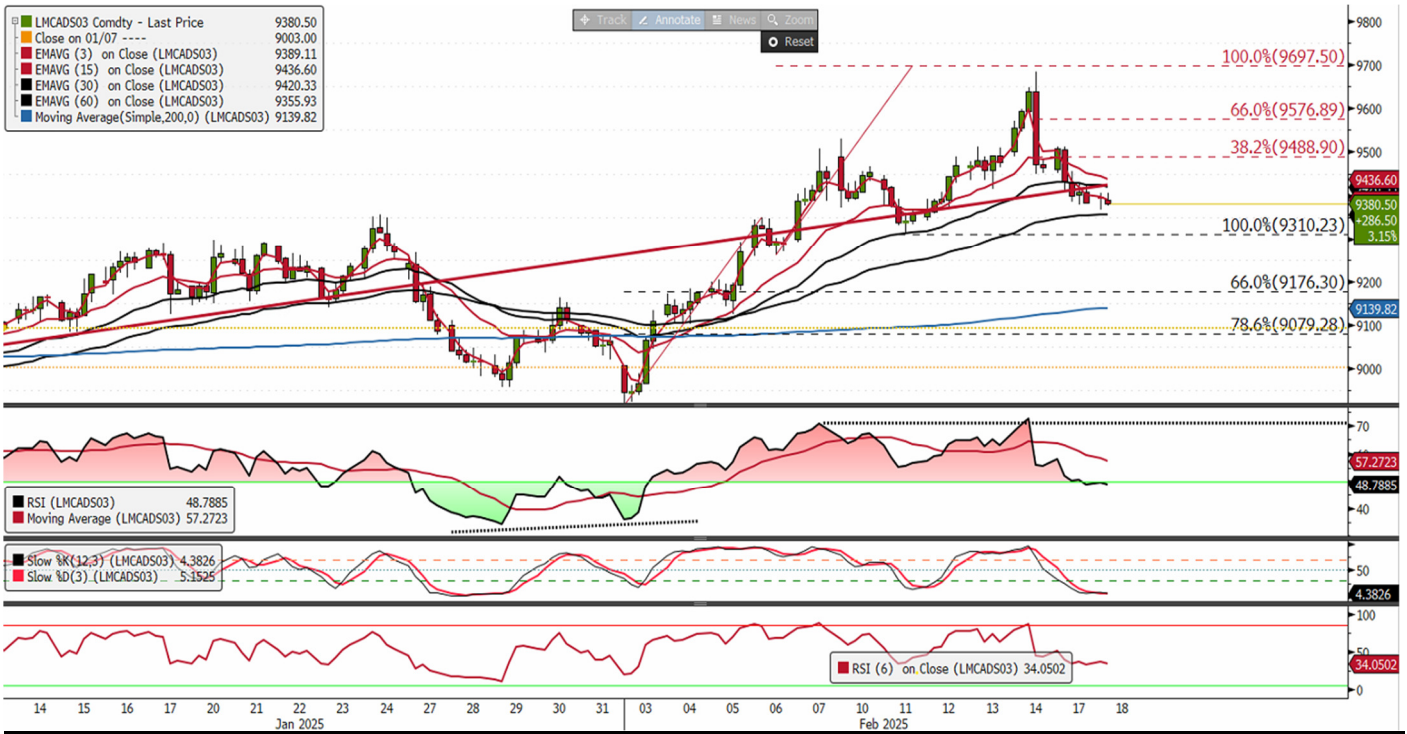 Track Annotate News Zoom
Reset
LMCADS03 Comdty - Last Price 9380.50
Close on 01/07 ---- 9003.00
EMAVG (3) on Close (LMCADS03) 9389.11
EMAVG (15) on Close (LMCADS03) 9436.60
EMAVG (30) on Close (LMCADS03) 9420.33
EMAVG (60) on Close (LMCADS03) 9355.93
Moving Average(Simple,200,0) (LMCADS03) 9139.82
100.0%(9697.50)
66.0%(9576.89)
38.2%(9488.90)
100.0%(9310.23)
66.0%(9176.30)
78.6%(9079.28)
9800
9700
9600
9500
9436.60
9380.50
+286.50
3.15%
9200
9139.82
9100
9000
RSI (LMCADS03) 48.7885
Moving Average (LMCADS03) 57.2723
70
57.2723
48.7885
40
Slow %K(12,3) (LMCADS03) 4.3826
Slow %D(3) (LMCADS03) 5.1525
50
4.3826
RSI (6) on Close (LMCADS03) 34.0502
100
50
34.0502
0
14 15 16 17 20 21 22 23 24 27 28 29 30 31 03 04 05 06 07 10 11 12 13 14 17 18
Jan 2025 Feb 2025